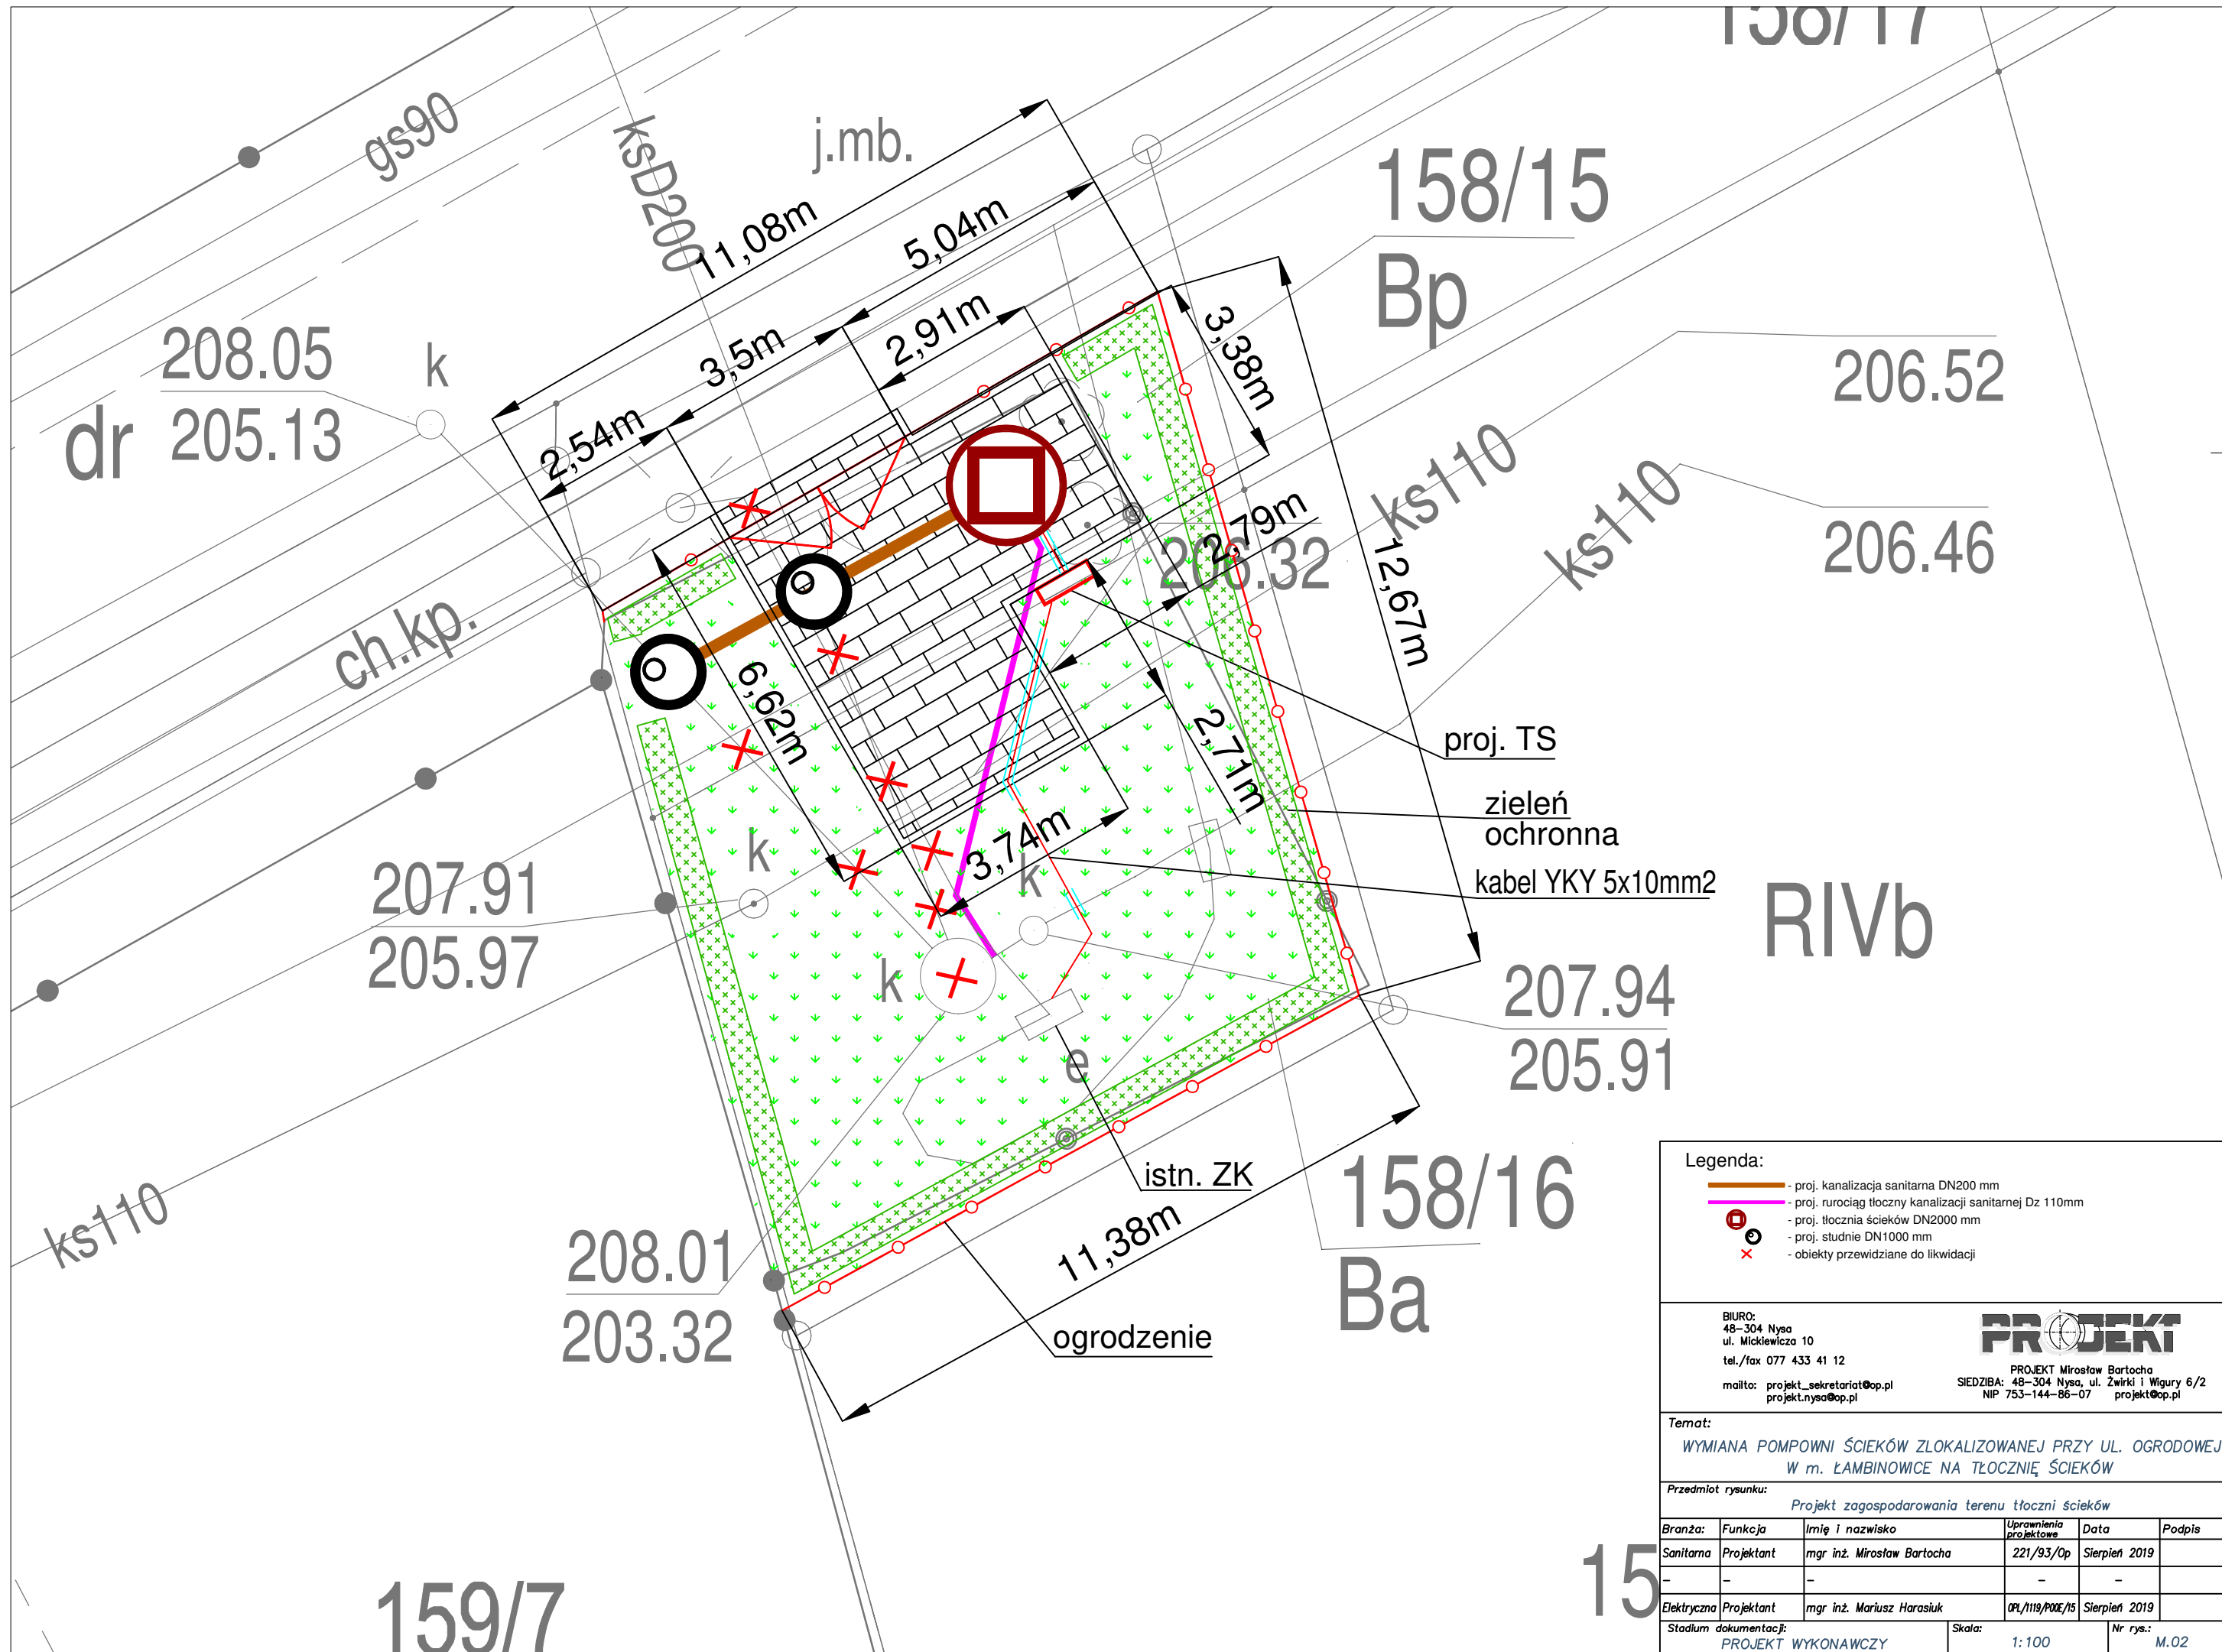 158/17
gs90
ksD200
j.mb.
158/15
Bp
11,08m
5,04m
2,91m
3,5m
2,54m
3,38m
208.05
205.13
k
dr
206.52
206.46
ks110
ks110
2,79m
206.32
12,67m
ch.kp.
6,62m
2,71m
proj. TS
zieleń
ochronna
kabel YKY 5x10mm2
3,74m
k
k
k
207.91
205.97
RIVb
207.94
205.91
e
istn. ZK
158/16
Ba
11,38m
ks110
208.01
203.32
ogrodzenie
159/7
15
Legenda:
- proj. kanalizacja sanitarna DN200 mm
- proj. rurociąg tłoczny kanalizacji sanitarnej Dz 110mm
- proj. tłocznia ścieków DN2000 mm
- proj. studnie DN1000 mm
- obiekty przewidziane do likwidacji
BIURO:
48-304 Nysa
ul. Mickiewicza 10
tel./fax 077 433 41 12
mailto: projekt_sekretariat@op.pl
projekt.nysa@op.pl
PROJEKT
PROJEKT Mirosław Bartocha
SIEDZIBA: 48-304 Nysa, ul. Żwirki i Wigury 6/2
NIP 753-144-86-07 projekt@op.pl
Temat:
WYMIANA POMPOWNI ŚCIEKÓW ZLOKALIZOWANEJ PRZY UL. OGRODOWEJ
W m. ŁAMBINOWICE NA TŁOCZNIĘ ŚCIEKÓW
Przedmiot rysunku:
Projekt zagospodarowania terenu tłoczni ścieków
Branża: Funkcja Imię i nazwisko Uprawnienia projektowe Data Podpis
Sanitarna Projektant mgr inż. Mirosław Bartocha 221/93/Op Sierpień 2019
- - - - -
Elektryczna Projektant mgr inż. Mariusz Harasiuk OPL/1119/POOE/15 Sierpień 2019
Stadium dokumentacji: Skala: Nr rys.:
PROJEKT WYKONAWCZY 1:100 M.02